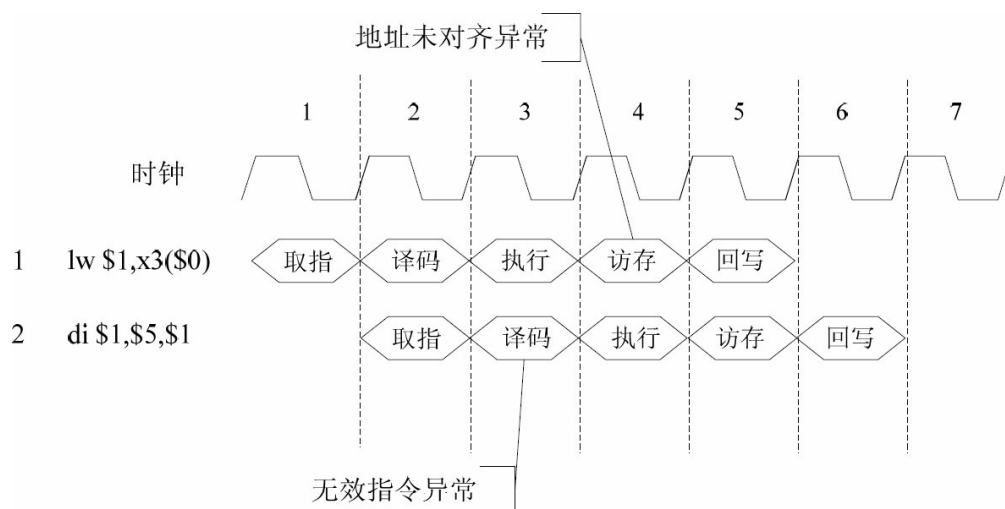 地址未对齐异常
1 2 3 4 5 6 7
时钟
1 lw $1,x3($0) 取指 译码 执行 访存 回写
2 di $1,$5,$1 取指 译码 执行 访存 回写
无效指令异常